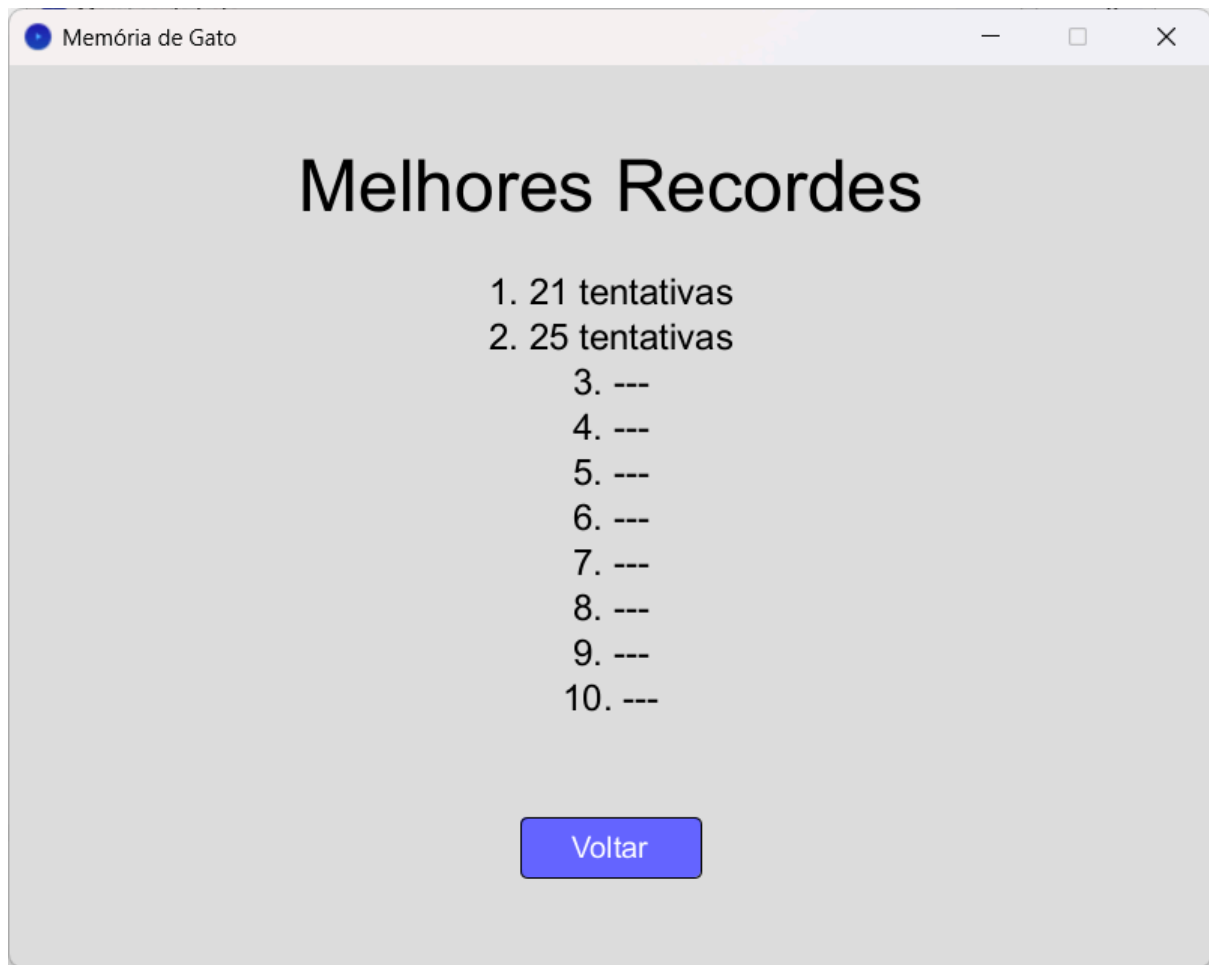 Memória de Gato
Melhores Recordes
1. 21 tentativas
2. 25 tentativas
3. ---
4. ---
5. ---
6. ---
7. ---
8. ---
9. ---
10. ---
Voltar